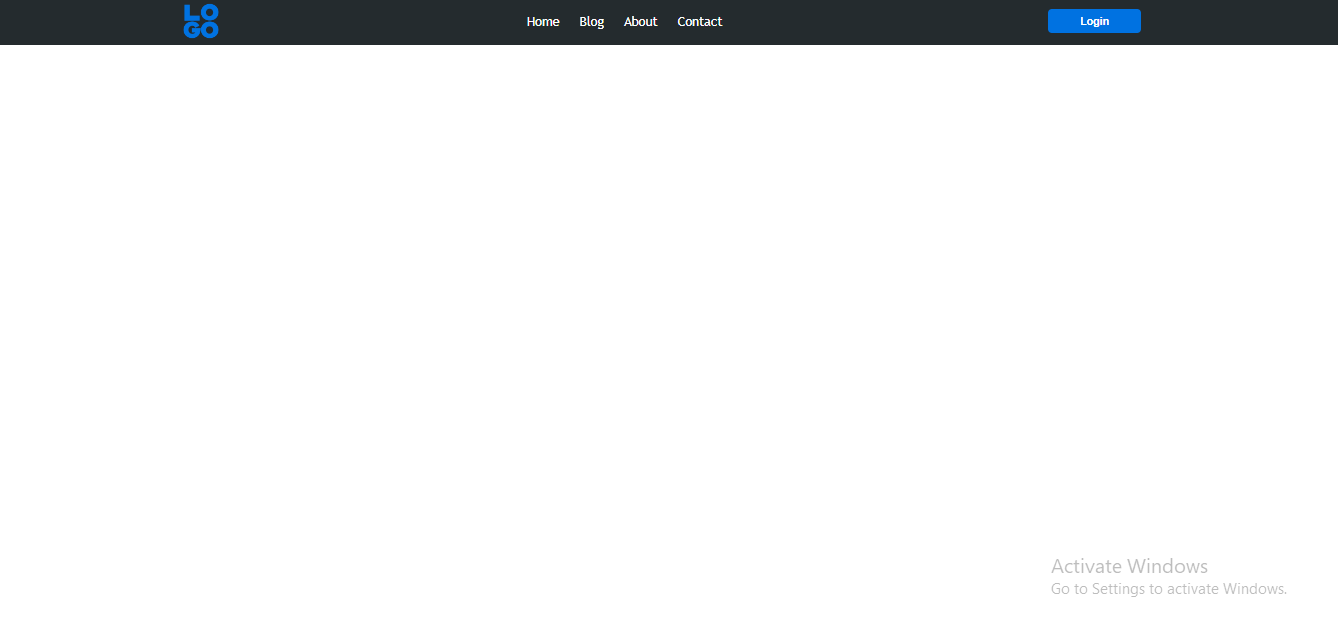 LO
GO
Home Blog About Contact
Login
Activate Windows
Go to Settings to activate Windows.